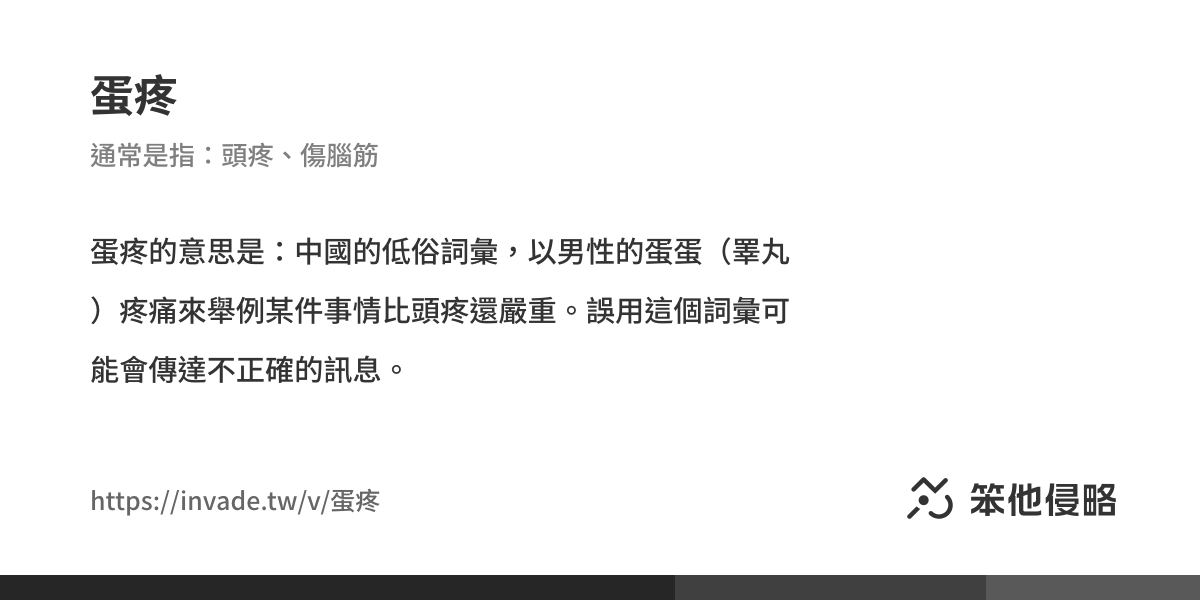 蛋疼
通常是指：頭疼、傷腦筋
蛋疼的意思是：中國的低俗詞彙，以男性的蛋蛋（睪丸
）疼痛來舉例某件事情比頭疼還嚴重。誤用這個詞彙可
能會傳達不正確的訊息。
https://invade.tw/v/蛋疼
笨他侵略